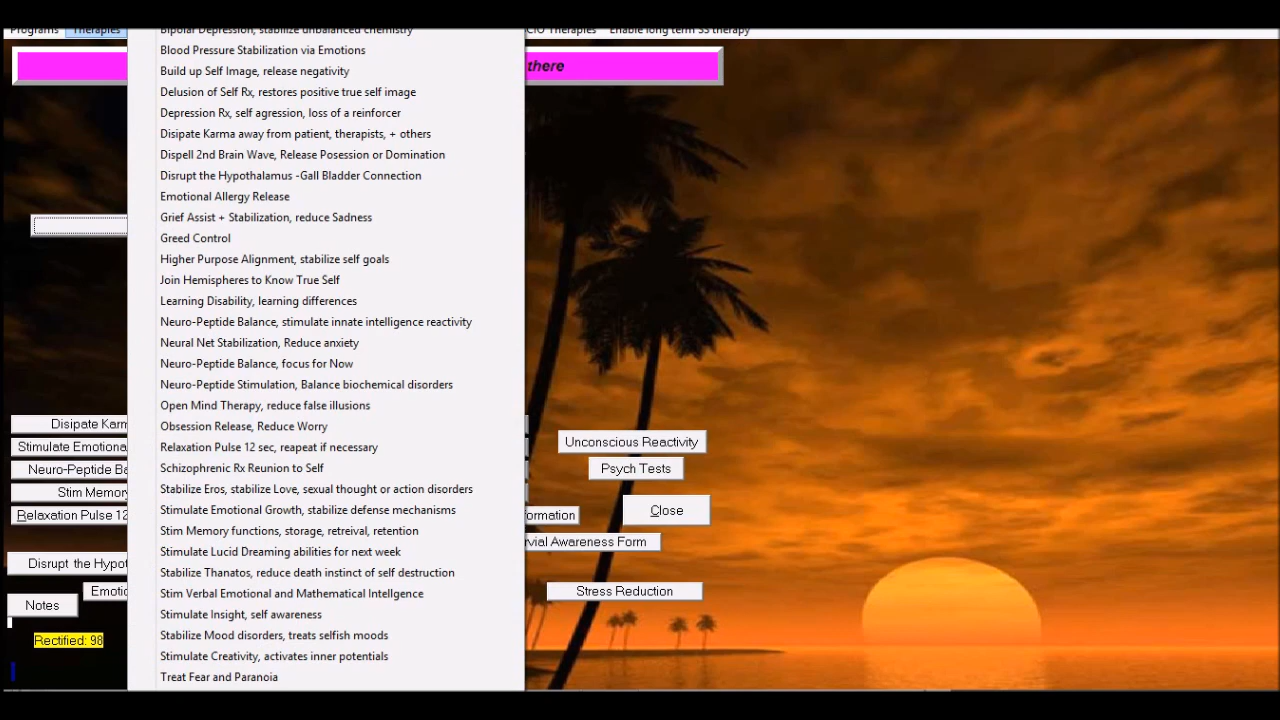 Programs Therapies Bipolar Depression, stabilize unbalanced chemistry Therapies Enable long term 33 therapy
there
Blood Pressure Stabilization via Emotions
Build up Self Image, release negativity
Delusion of Self Rx, restores positive true self image
Depression Rx, self agression, loss of a reinforcer
Disipate Karma away from patient, therapists, + others
Dispell 2nd Brain Wave, Release Posession or Domination
Disrupt the Hypothalamus -Gall Bladder Connection
Emotional Allergy Release
Grief Assist + Stabilization, reduce Sadness
Greed Control
Higher Purpose Alignment, stabilize self goals
Join Hemispheres to Know True Self
Learning Disability, learning differences
Neuro-Peptide Balance, stimulate innate intelligence reactivity
Neural Net Stabilization, Reduce anxiety
Neuro-Peptide Balance, focus for Now
Neuro-Peptide Stimulation, Balance biochemical disorders
Open Mind Therapy, reduce false illusions
Obsession Release, Reduce Worry
Relaxation Pulse 12 sec, reapeat if necessary
Schizophrenic Rx Reunion to Self
Stabilize Eros, stabilize Love, sexual thought or action disorders
Stimulate Emotional Growth, stabilize defense mechanisms
Stim Memory functions, storage, retreival, retention
Stimulate Lucid Dreaming abilities for next week
Stabilize Thanatos, reduce death instinct of self destruction
Stim Verbal Emotional and Mathematical Intelgence
Stimulate Insight, self awareness
Stabilize Mood disorders, treats selfish moods
Stimulate Creativity, activates inner potentials
Treat Fear and Paranoia
Disipate Karm
Stimulate Emotiona
Neuro-Peptide Ba
Stim Memory
Relaxation Pulse 12
Disrupt the Hypot
Emotic
Notes
Rectified: 98
Unconscious Reactivity
Psych Tests
Close
ormation
rvial Awareness Form
Stress Reduction